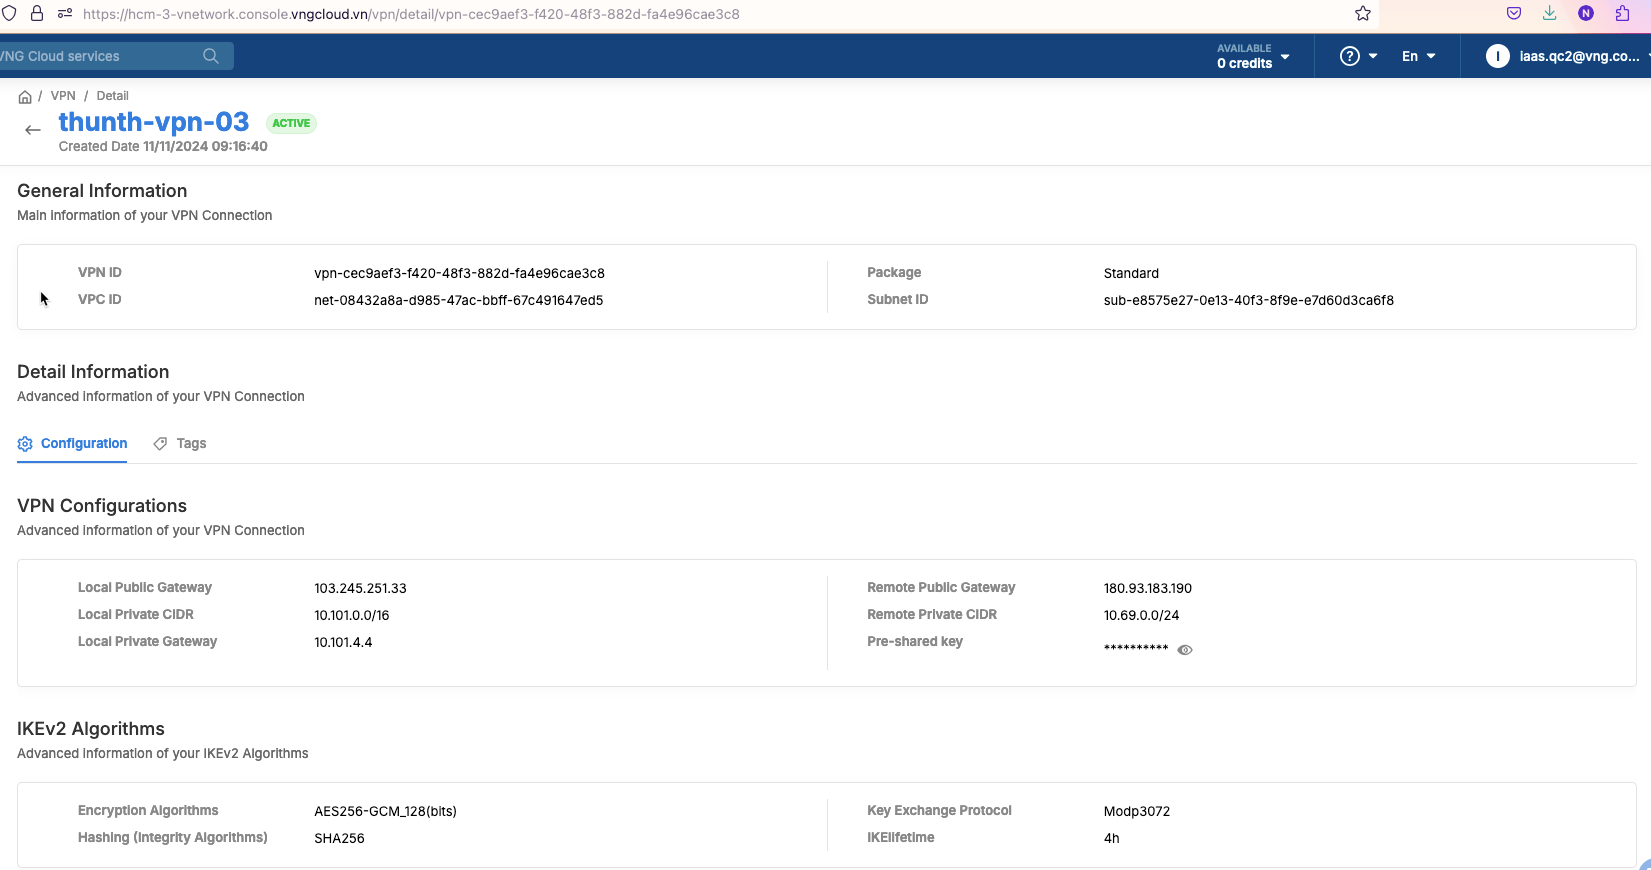 https://hcm-3-vnetwork.console.vngcloud.vn/vpn/detail/vpn-cec9aef3-f420-48f3-882d-fa4e96cae3c8
N
VNG Cloud services
AVAILABLE
0 credits
?
En
I
iaas.qc2@vng.co...
/ VPN / Detail
thunth-vpn-03 ACTIVE
Created Date 11/11/2024 09:16:40
General Information
Main information of your VPN Connection
VPN ID vpn-cec9aef3-f420-48f3-882d-fa4e96cae3c8 Package Standard
VPC ID net-08432a8a-d985-47ac-bbff-67c491647ed5 Subnet ID sub-e8575e27-0e13-40f3-8f9e-e7d60d3ca6f8
Detail Information
Advanced information of your VPN Connection
Configuration Tags
VPN Configurations
Advanced information of your VPN Connection
Local Public Gateway 103.245.251.33 Remote Public Gateway 180.93.183.190
Local Private CIDR 10.101.0.0/16 Remote Private CIDR 10.69.0.0/24
Local Private Gateway 10.101.4.4 Pre-shared key **********
IKEv2 Algorithms
Advanced information of your IKEv2 Algorithms
Encryption Algorithms AES256-GCM_128(bits) Key Exchange Protocol Modp3072
Hashing (Integrity Algorithms) SHA256 IKElifetime 4h